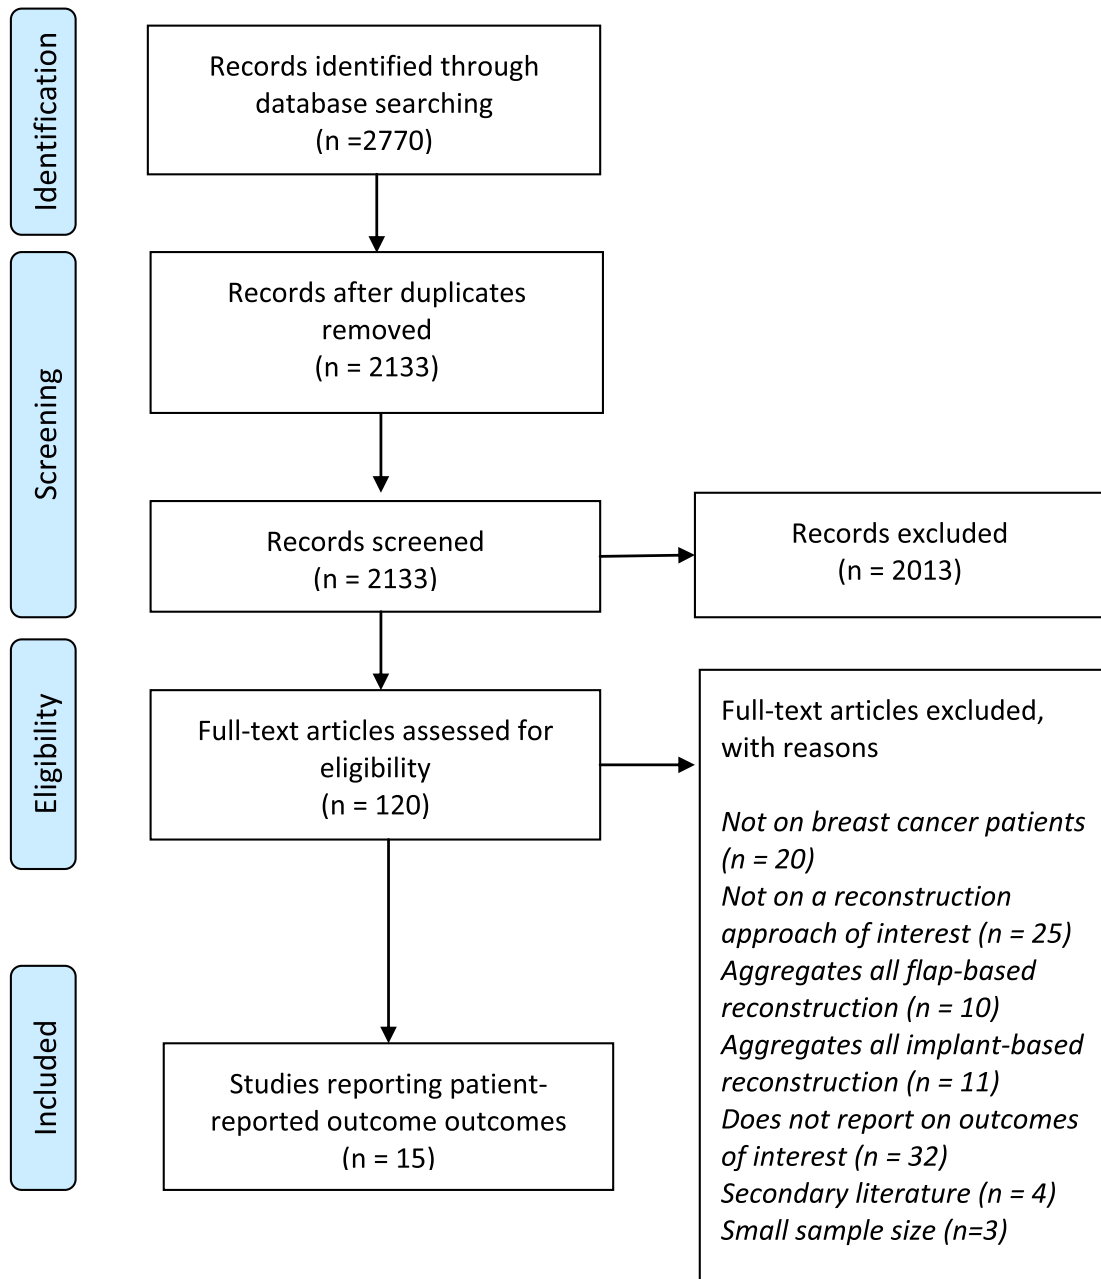 Identification
Records identified through
database searching
(n =2770)
Screening
Records after duplicates
removed
(n = 2133)
Records screened
(n = 2133)
Records excluded
(n = 2013)
Eligibility
Full-text articles assessed for
eligibility
(n = 120)
Full-text articles excluded,
with reasons
Not on breast cancer patients
(n = 20)
Not on a reconstruction
approach of interest (n = 25)
Aggregates all flap-based
reconstruction (n = 10)
Aggregates all implant-based
reconstruction (n = 11)
Does not report on outcomes
of interest (n = 32)
Secondary literature (n = 4)
Small sample size (n=3)
Included
Studies reporting patient-
reported outcome outcomes
(n = 15)